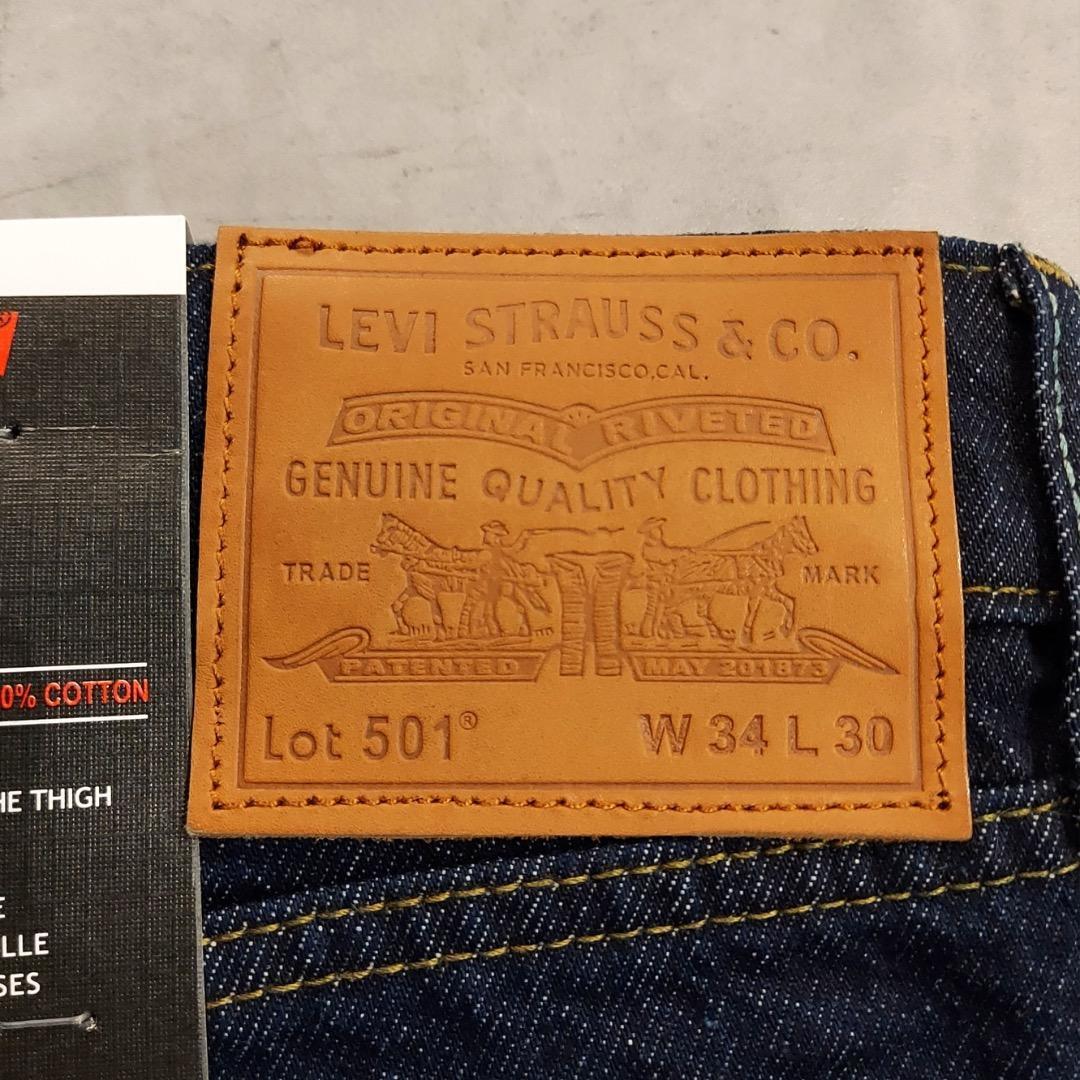 LEVI STRAUSS & CO.
SAN FRANCISCO, CAL.
ORIGINAL RIVETED
GENUINE QUALITY CLOTHING
TRADE MARK
PATENTED MAY 201873
Lot 501® W 34 L 30
0% COTTON
HE THIGH
E
LLE
SES